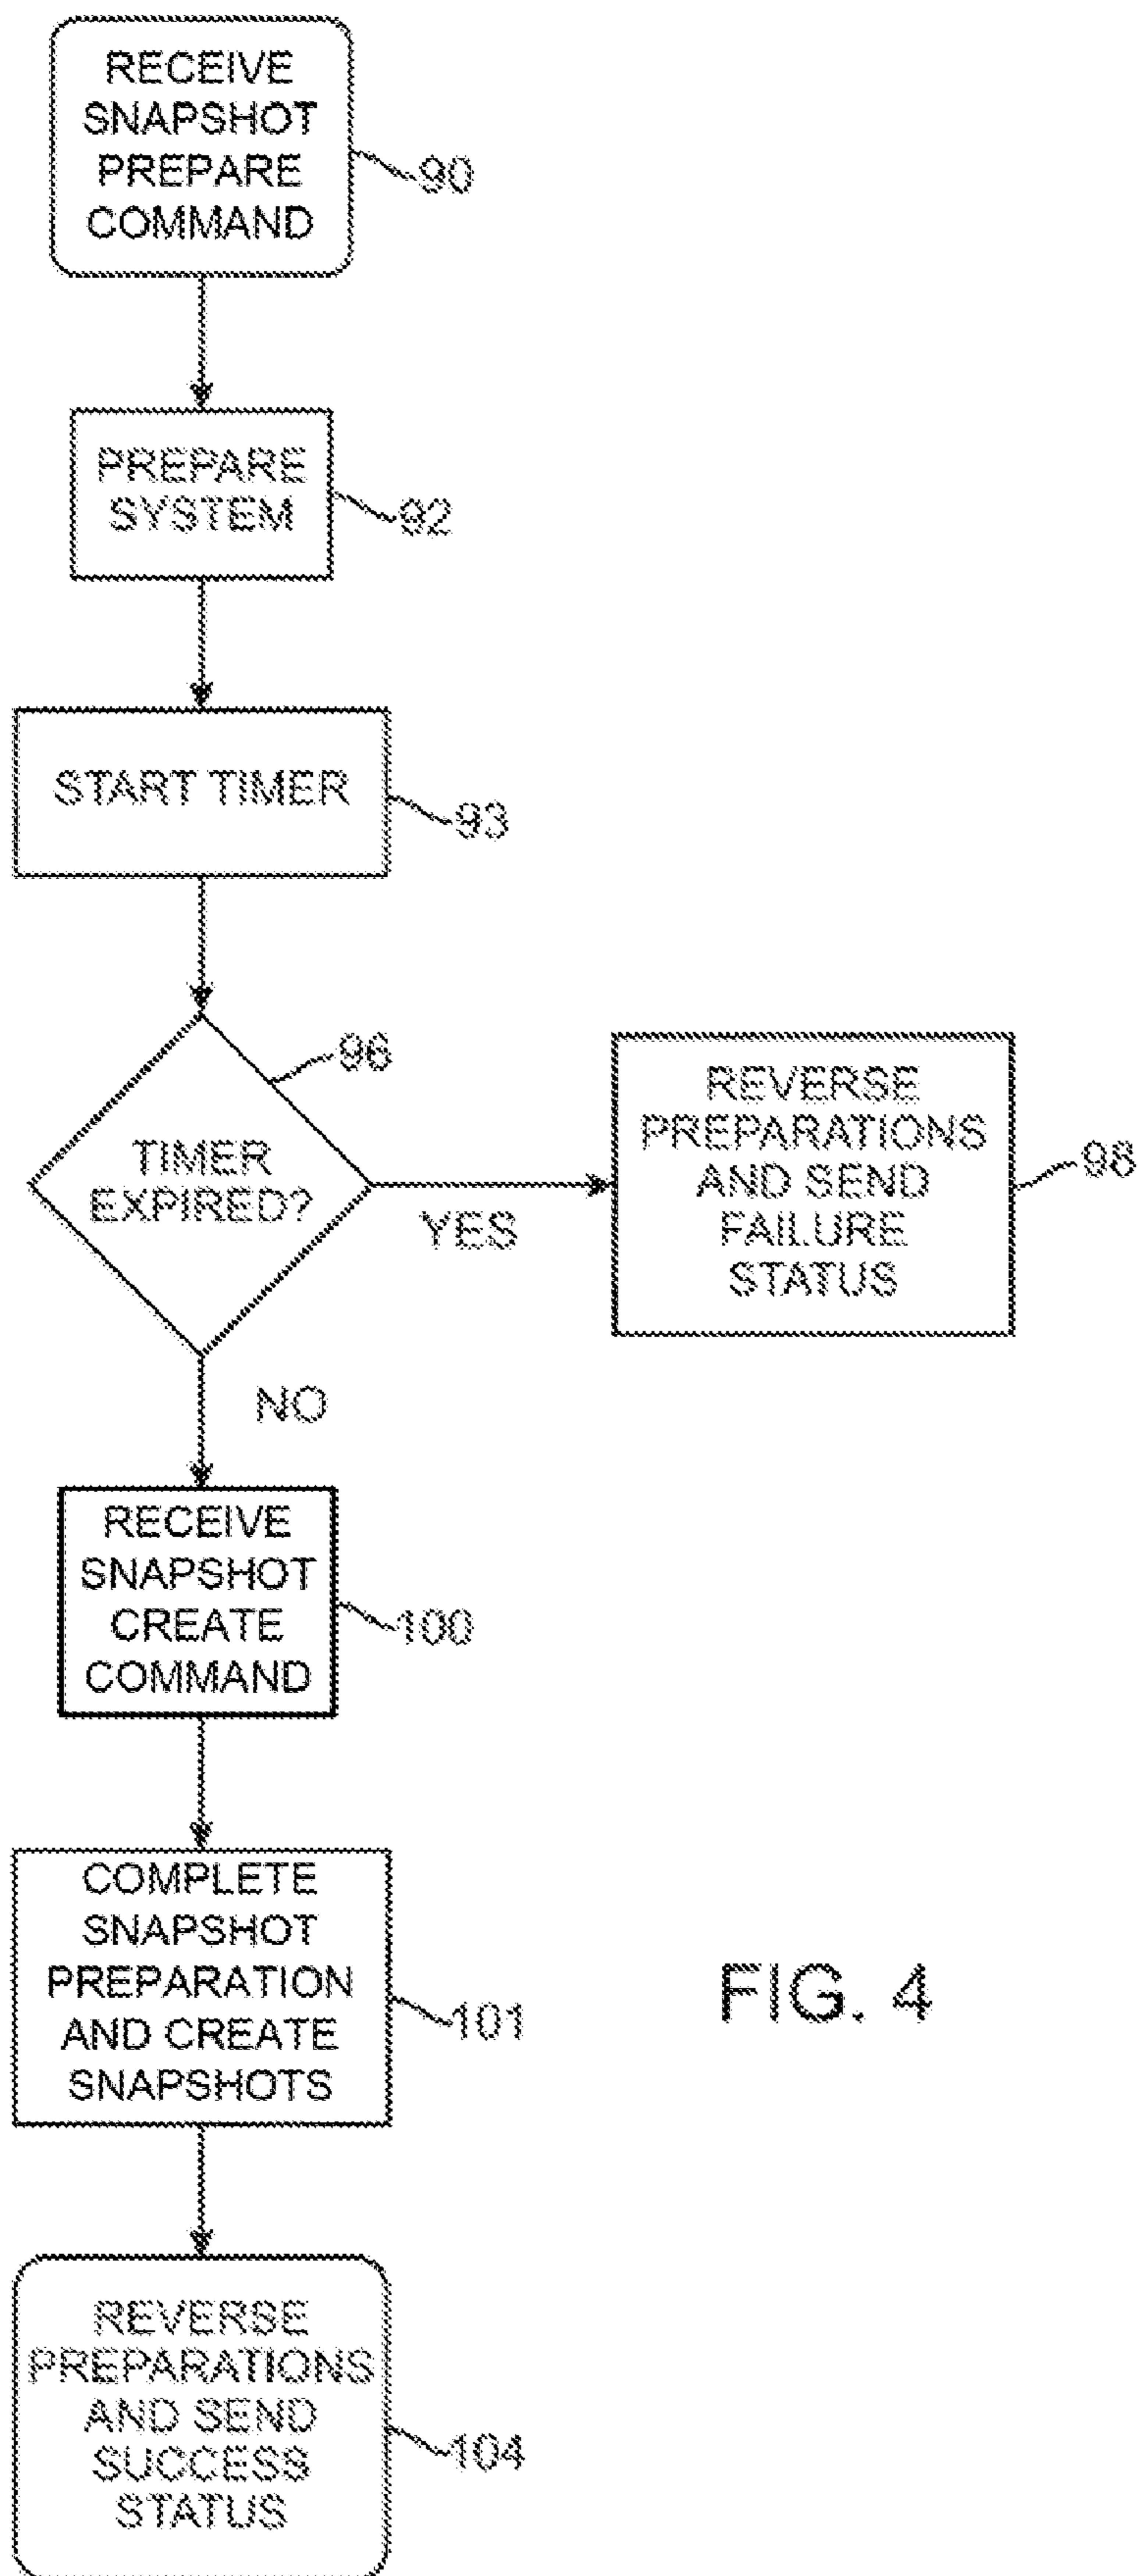 RECEIVE
SNAPSHOT
PREPARE
COMMAND
90
PREPARE
SYSTEM
92
START TIMER
93
96
TIMER
EXPIRED?
YES
REVERSE
PREPARATIONS
AND SEND
FAILURE
STATUS
98
NO
RECEIVE
SNAPSHOT
CREATE
COMMAND
100
COMPLETE
SNAPSHOT
PREPARATION
AND CREATE
SNAPSHOTS
101
FIG. 4
REVERSE
PREPARATIONS
AND SEND
SUCCESS
STATUS
104